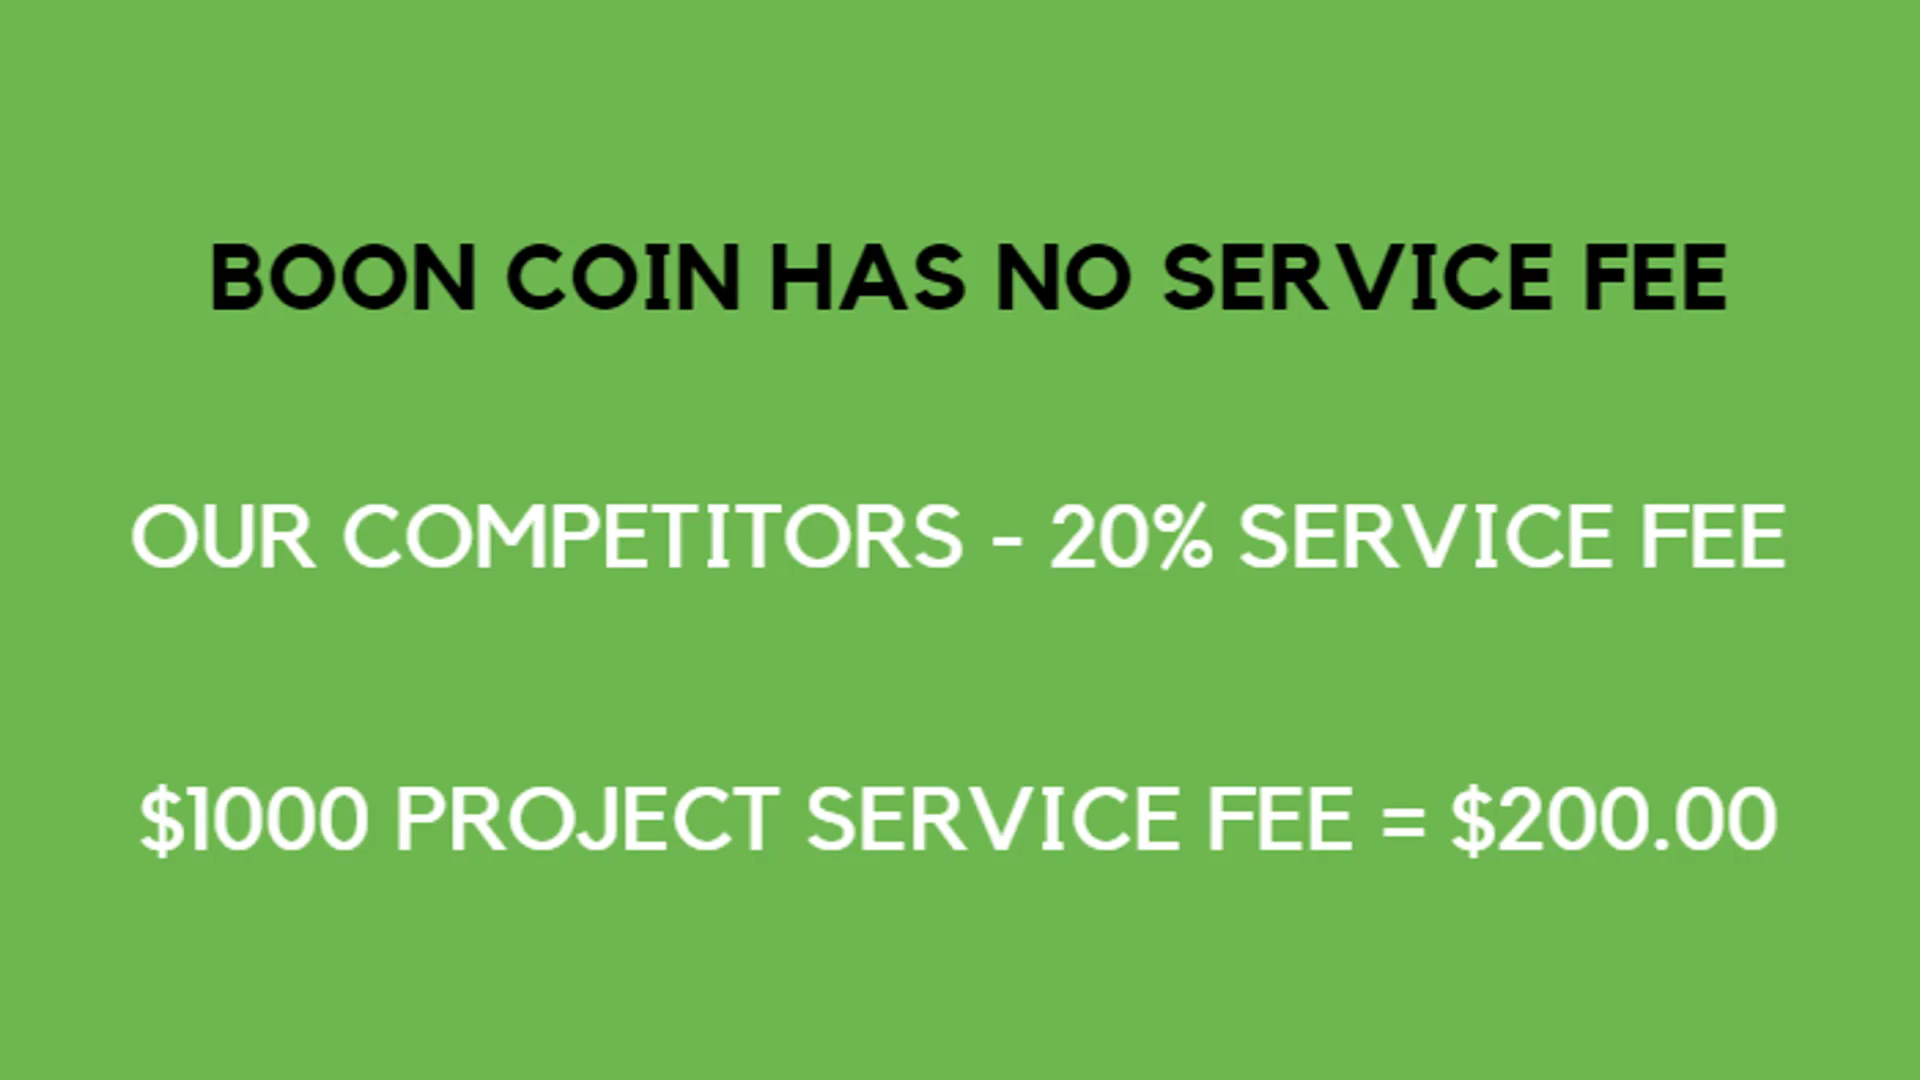 BOON COIN HAS NO SERVICE FEE
OUR COMPETITORS - 20% SERVICE FEE
$1000 PROJECT SERVICE FEE = $200.00